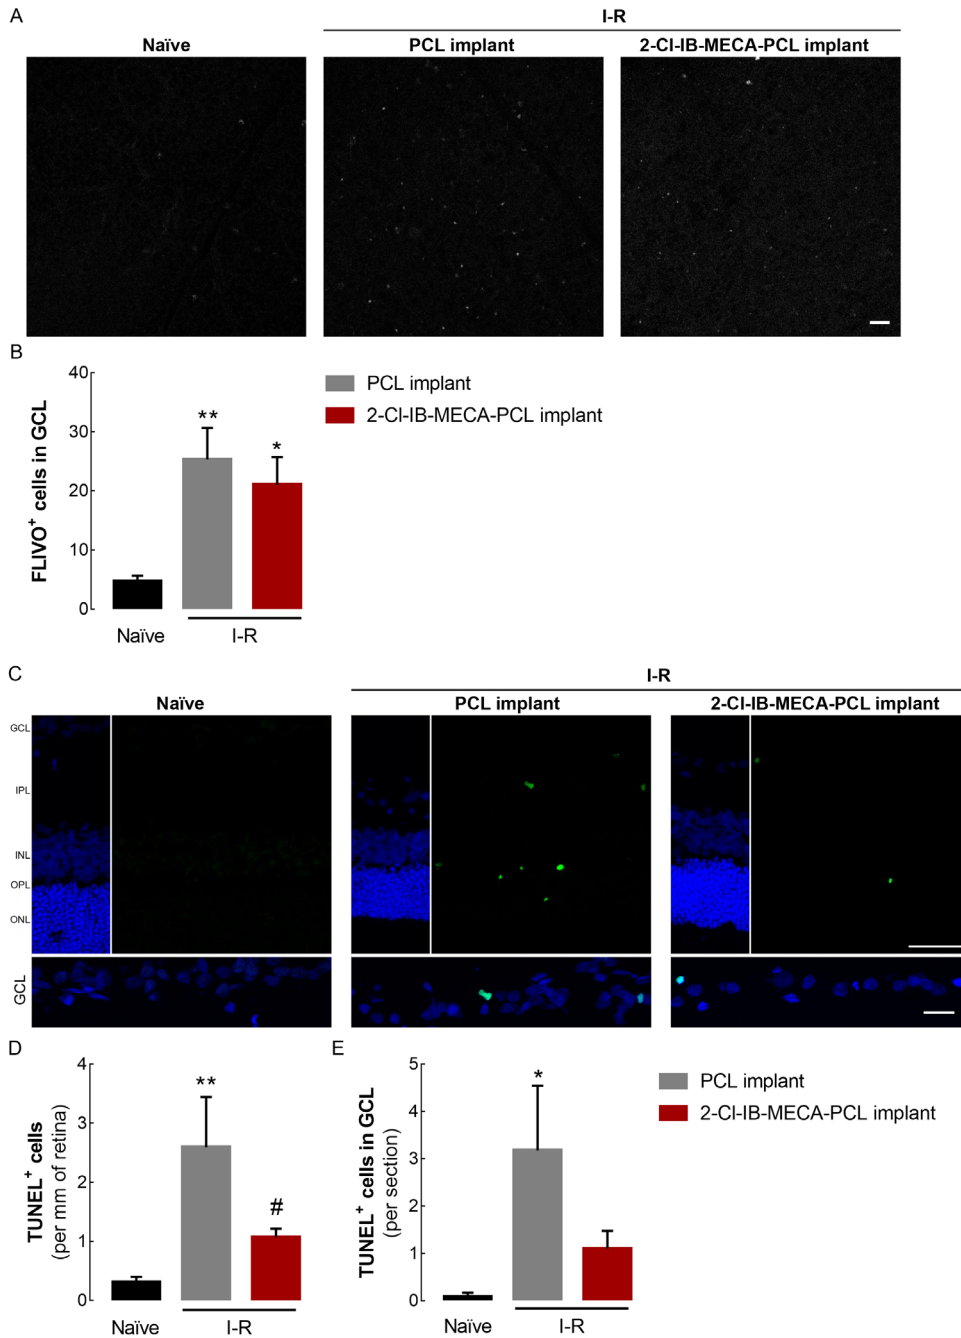 A
I-R
Naïve
PCL implant
2-Cl-IB-MECA-PCL implant
B
FLIVO+ cells in GCL
40
30
20
10
0
**
*
Naïve
I-R
PCL implant
2-Cl-IB-MECA-PCL implant
C
I-R
Naïve
PCL implant
2-Cl-IB-MECA-PCL implant
GCL
IPL
INL
OPL
ONL
GCL
D
TUNEL+ cells
(per mm of retina)
4
3
2
1
0
**
#
Naïve
I-R
E
TUNEL+ cells in GCL
(per section)
5
4
3
2
1
0
*
Naïve
I-R
PCL implant
2-Cl-IB-MECA-PCL implant